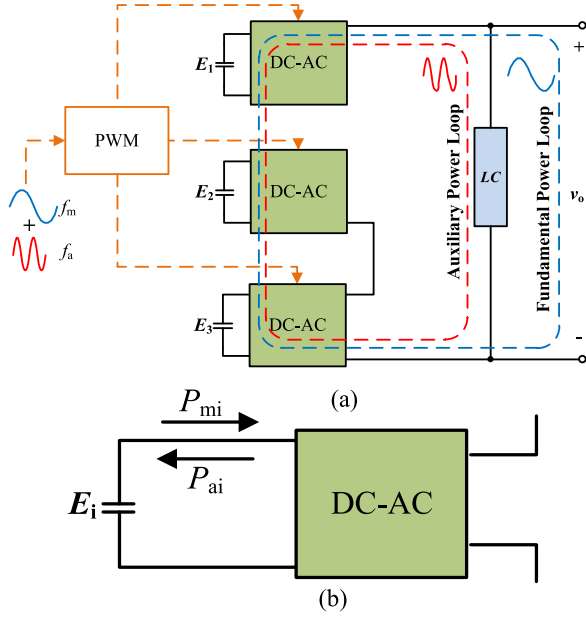 E1
DC-AC
+
PWM
E2
DC-AC
LC
vo
fm
+
fa
Auxiliary Power Loop
Fundamental Power Loop
E3
DC-AC
-
(a)
Pmi
Pai
Ei
DC-AC
(b)